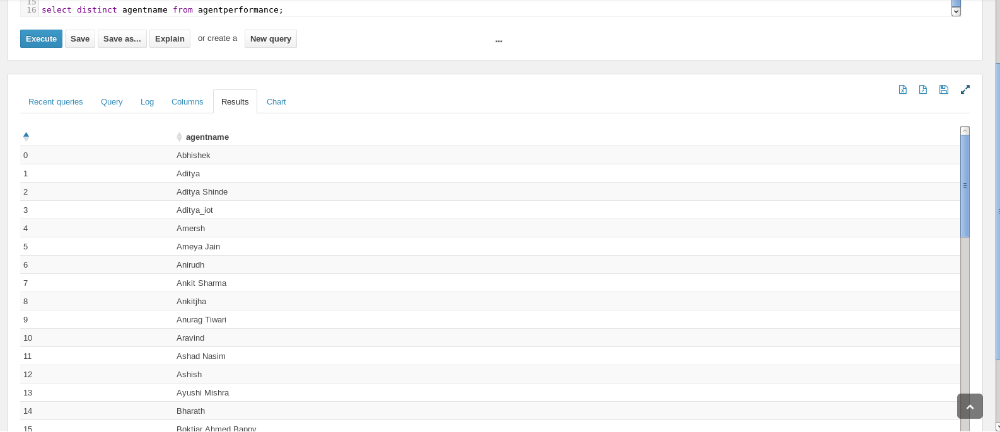 15
16 select distinct agentname from agentperformance;
Execute Save Save as... Explain or create a New query
Recent queries Query Log Columns Results Chart
agentname
0 Abhishek
1 Aditya
2 Aditya Shinde
3 Aditya_iot
4 Amersh
5 Ameya Jain
6 Anirudh
7 Ankit Sharma
8 Ankitjha
9 Anurag Tiwari
10 Aravind
11 Ashad Nasim
12 Ashish
13 Ayushi Mishra
14 Bharath
15 Boktiar Ahmed Bappy